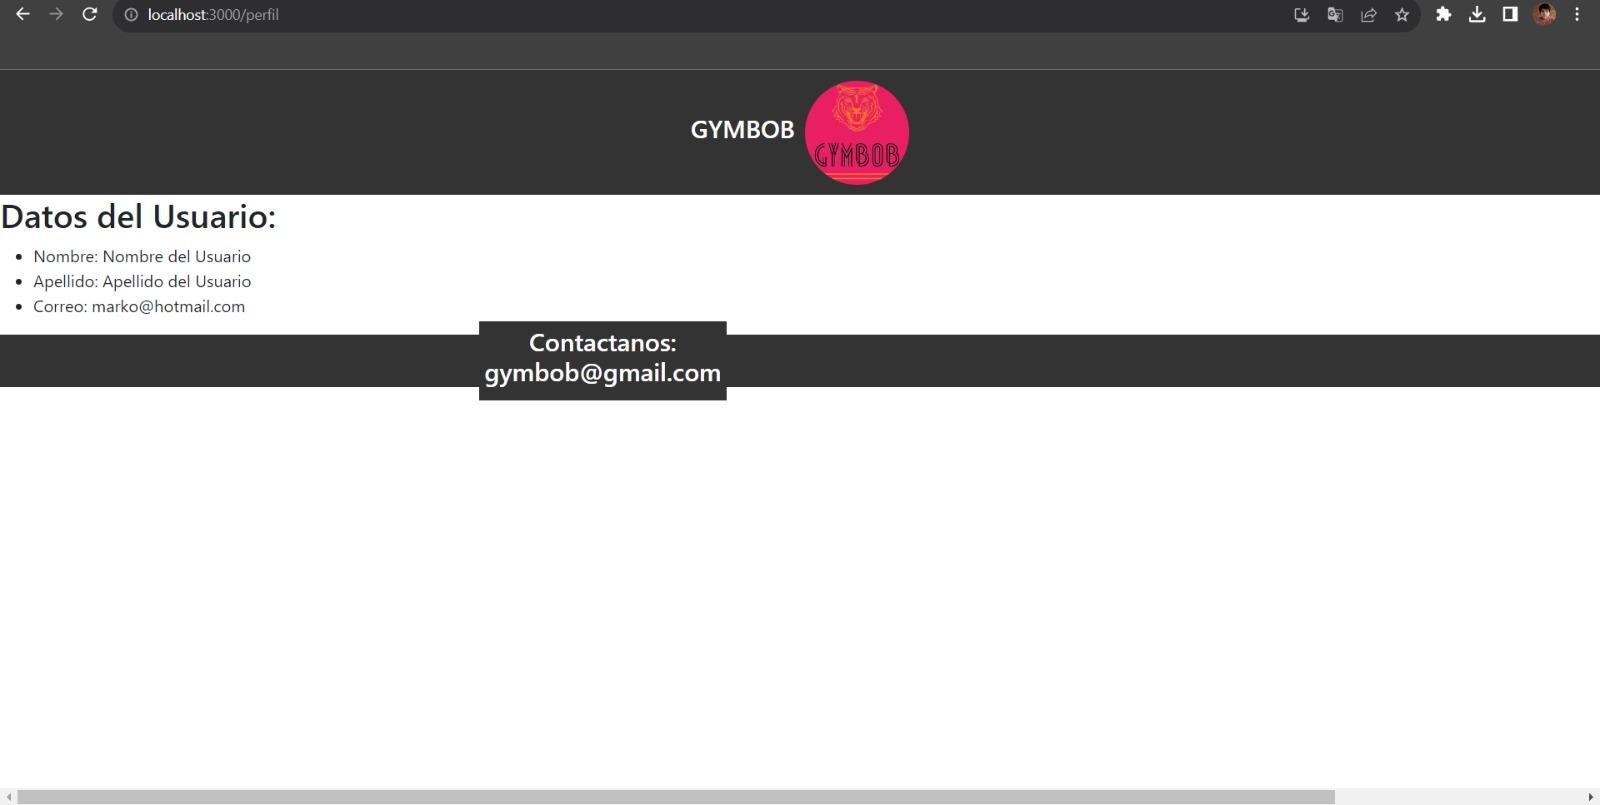 localhost:3000/perfil
GYMBOB
GYMBOB
Datos del Usuario:
Nombre: Nombre del Usuario
Apellido: Apellido del Usuario
Correo: marko@hotmail.com
Contactanos:
gymbob@gmail.com